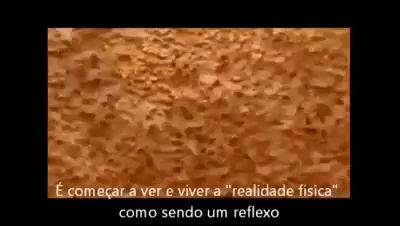 É começar a ver e viver a "realidade física"
como sendo um reflexo